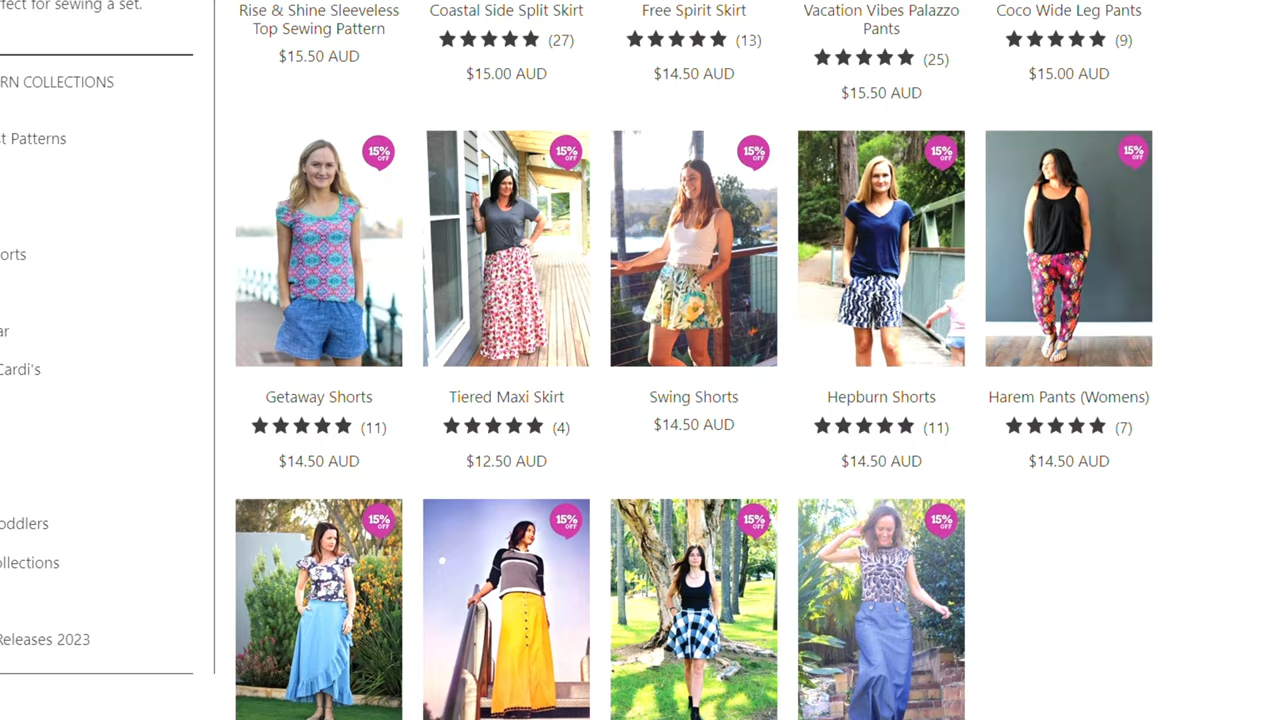 rfect for sewing a set.
RN COLLECTIONS
t Patterns
orts
ar
Cardi's
oddlers
ollections
Releases 2023
Rise & Shine Sleeveless
Top Sewing Pattern
$15.50 AUD
Coastal Side Split Skirt
(27)
$15.00 AUD
Free Spirit Skirt
(13)
$14.50 AUD
Vacation Vibes Palazzo
Pants
(25)
$15.50 AUD
Coco Wide Leg Pants
(9)
$15.00 AUD
15%
OFF
15%
OFF
15%
OFF
15%
OFF
15%
OFF
Getaway Shorts
(11)
$14.50 AUD
Tiered Maxi Skirt
(4)
$12.50 AUD
Swing Shorts
$14.50 AUD
Hepburn Shorts
(11)
$14.50 AUD
Harem Pants (Womens)
(7)
$14.50 AUD
15%
OFF
15%
OFF
15%
OFF
15%
OFF